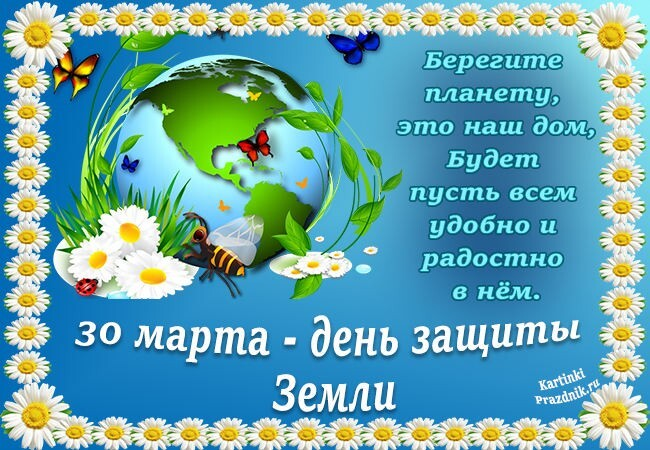 Берегите
планету,
это наш дом,
Будет
пусть всем
удобно и
радостно
в нём.
30 марта - день защиты
Земли
Kartinki
Prazdnik.ru